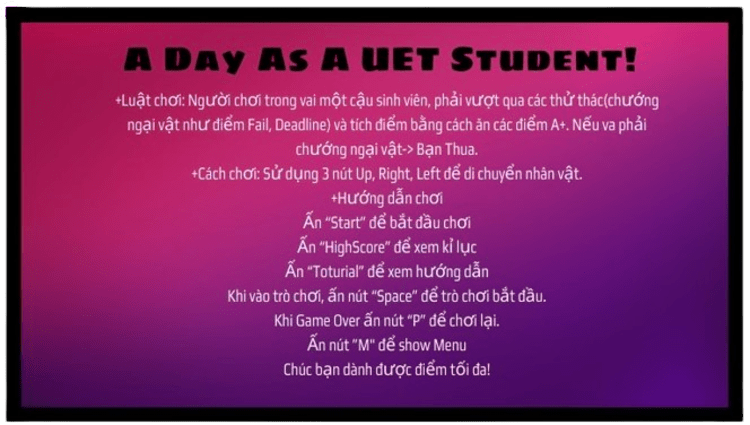 A Day As A UET Student!
+Luật chơi: Người chơi trong vai một cậu sinh viên, phải vượt qua các thử thác(chướng
ngại vật như điểm Fail, Deadline) và tích điểm bằng cách ăn các điểm A+. Nếu va phải
chướng ngại vật-> Bạn Thua.
+Cách chơi: Sử dụng 3 nút Up, Right, Left để di chuyển nhân vật.
+Hướng dẫn chơi
Ấn “Start” để bắt đầu chơi
Ấn “HighScore” để xem kỉ lục
Ấn “Toturial” để xem hướng dẫn
Khi vào trò chơi, ấn nút “Space” để trò chơi bắt đầu.
Khi Game Over ấn nút “P” để chơi lại.
Ấn nút “M" để show Menu
Chúc bạn dành được điểm tối đa!